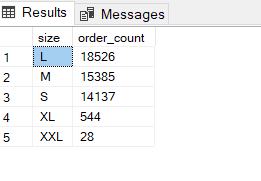 Results Messages
size order_count
1 L 18526
2 M 15385
3 S 14137
4 XL 544
5 XXL 28